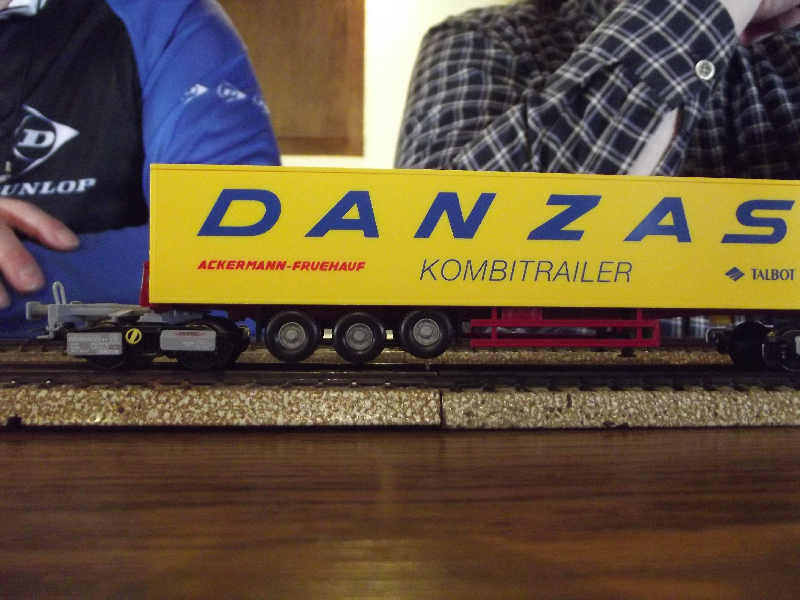 D
DUNLOP
DANZAS
ACKERMANN-FRUEHAUF
KOMBITRAILER
TALBOT